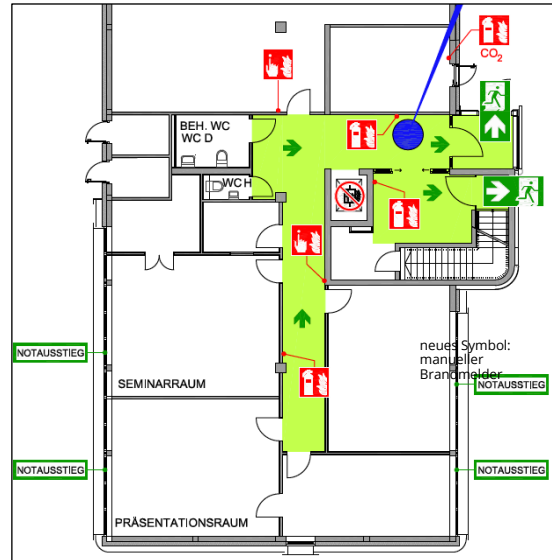 CO₂
BEH. WC
WC D
WC H
neues Symbol:
manueller
Brandmelder
NOTAUSSTIEG
SEMINARRAUM
NOTAUSSTIEG
NOTAUSSTIEG
NOTAUSSTIEG
PRÄSENTATIONSRAUM